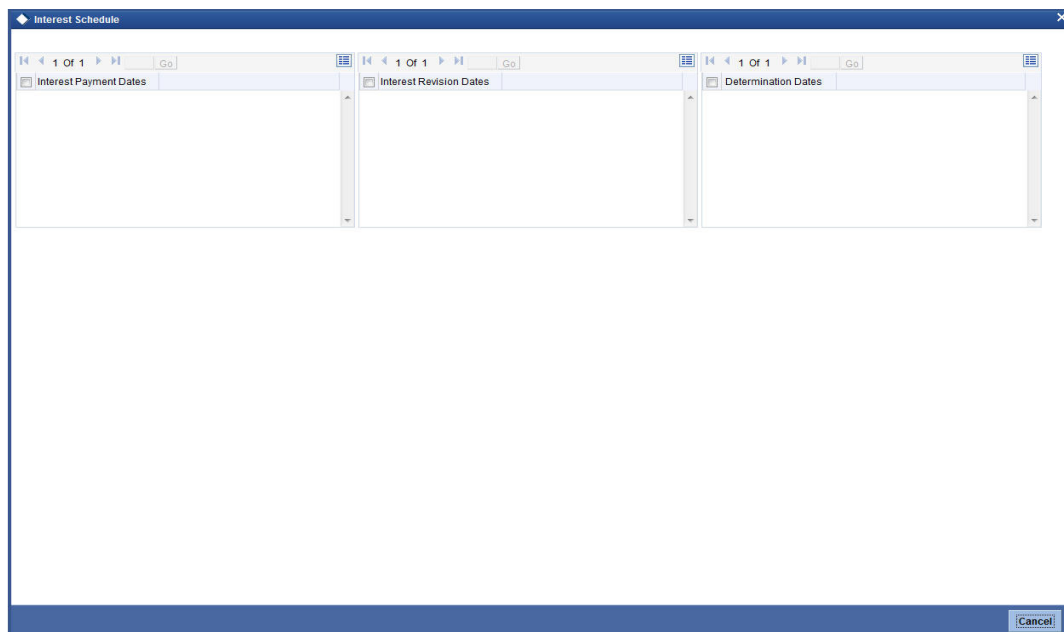 Interest Schedule
1 Of 1 Go
1 Of 1 Go
1 Of 1 Go
Interest Payment Dates
Interest Revision Dates
Determination Dates
Cancel